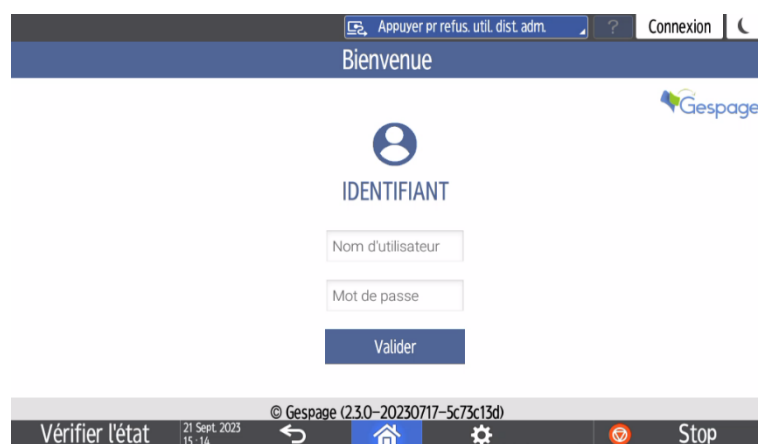 Appuyer pr refus. util. dist. adm.
?
Connexion
Bienvenue
Gespage
IDENTIFIANT
Nom d'utilisateur
Mot de passe
Valider
© Gespage (2.3.0-20230717-5c73c13d)
Vérifier l'état
21 Sept. 2023
15 : 14
Stop